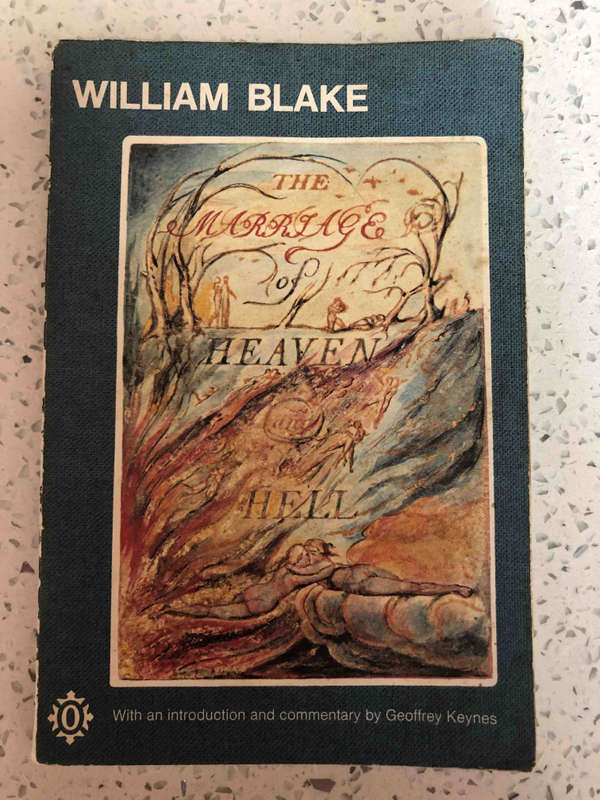 WILLIAM BLAKE
THE
MARRIAGE
of
HEAVEN
and
HELL
O
With an introduction and commentary by Geoffrey Keynes